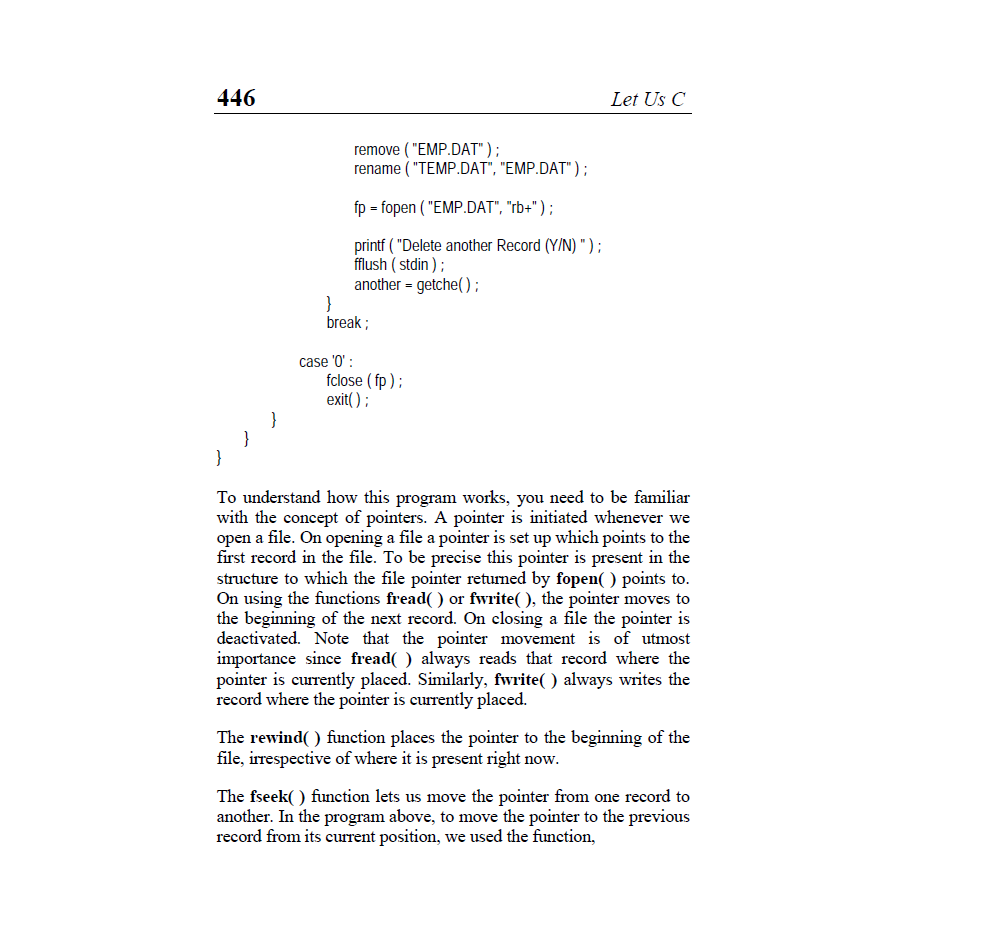 446 Let Us C
remove ( "EMP.DAT" ) ;
rename ( "TEMP.DAT", "EMP.DAT" ) ;
fp = fopen ( "EMP.DAT", "rb+" ) ;
printf ( "Delete another Record (Y/N) " ) ;
fflush ( stdin ) ;
another = getche( ) ;
}
break ;
case '0' :
fclose ( fp ) ;
exit( ) ;
}
}
}
To understand how this program works, you need to be familiar
with the concept of pointers. A pointer is initiated whenever we
open a file. On opening a file a pointer is set up which points to the
first record in the file. To be precise this pointer is present in the
structure to which the file pointer returned by fopen( ) points to.
On using the functions fread( ) or fwrite( ), the pointer moves to
the beginning of the next record. On closing a file the pointer is
deactivated. Note that the pointer movement is of utmost
importance since fread( ) always reads that record where the
pointer is currently placed. Similarly, fwrite( ) always writes the
record where the pointer is currently placed.
The rewind( ) function places the pointer to the beginning of the
file, irrespective of where it is present right now.
The fseek( ) function lets us move the pointer from one record to
another. In the program above, to move the pointer to the previous
record from its current position, we used the function,